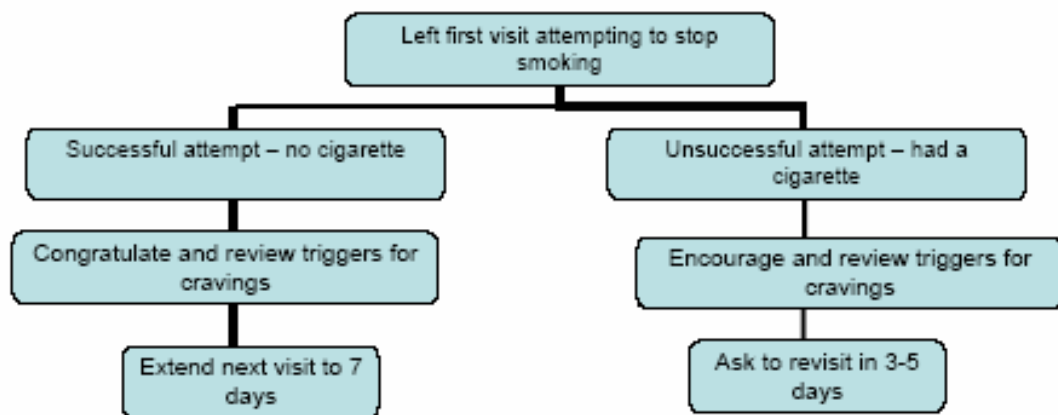 Left first visit attempting to stop
smoking
Successful attempt – no cigarette
Unsuccessful attempt – had a
cigarette
Congratulate and review triggers for
cravings
Encourage and review triggers for
cravings
Extend next visit to 7
days
Ask to revisit in 3-5
days